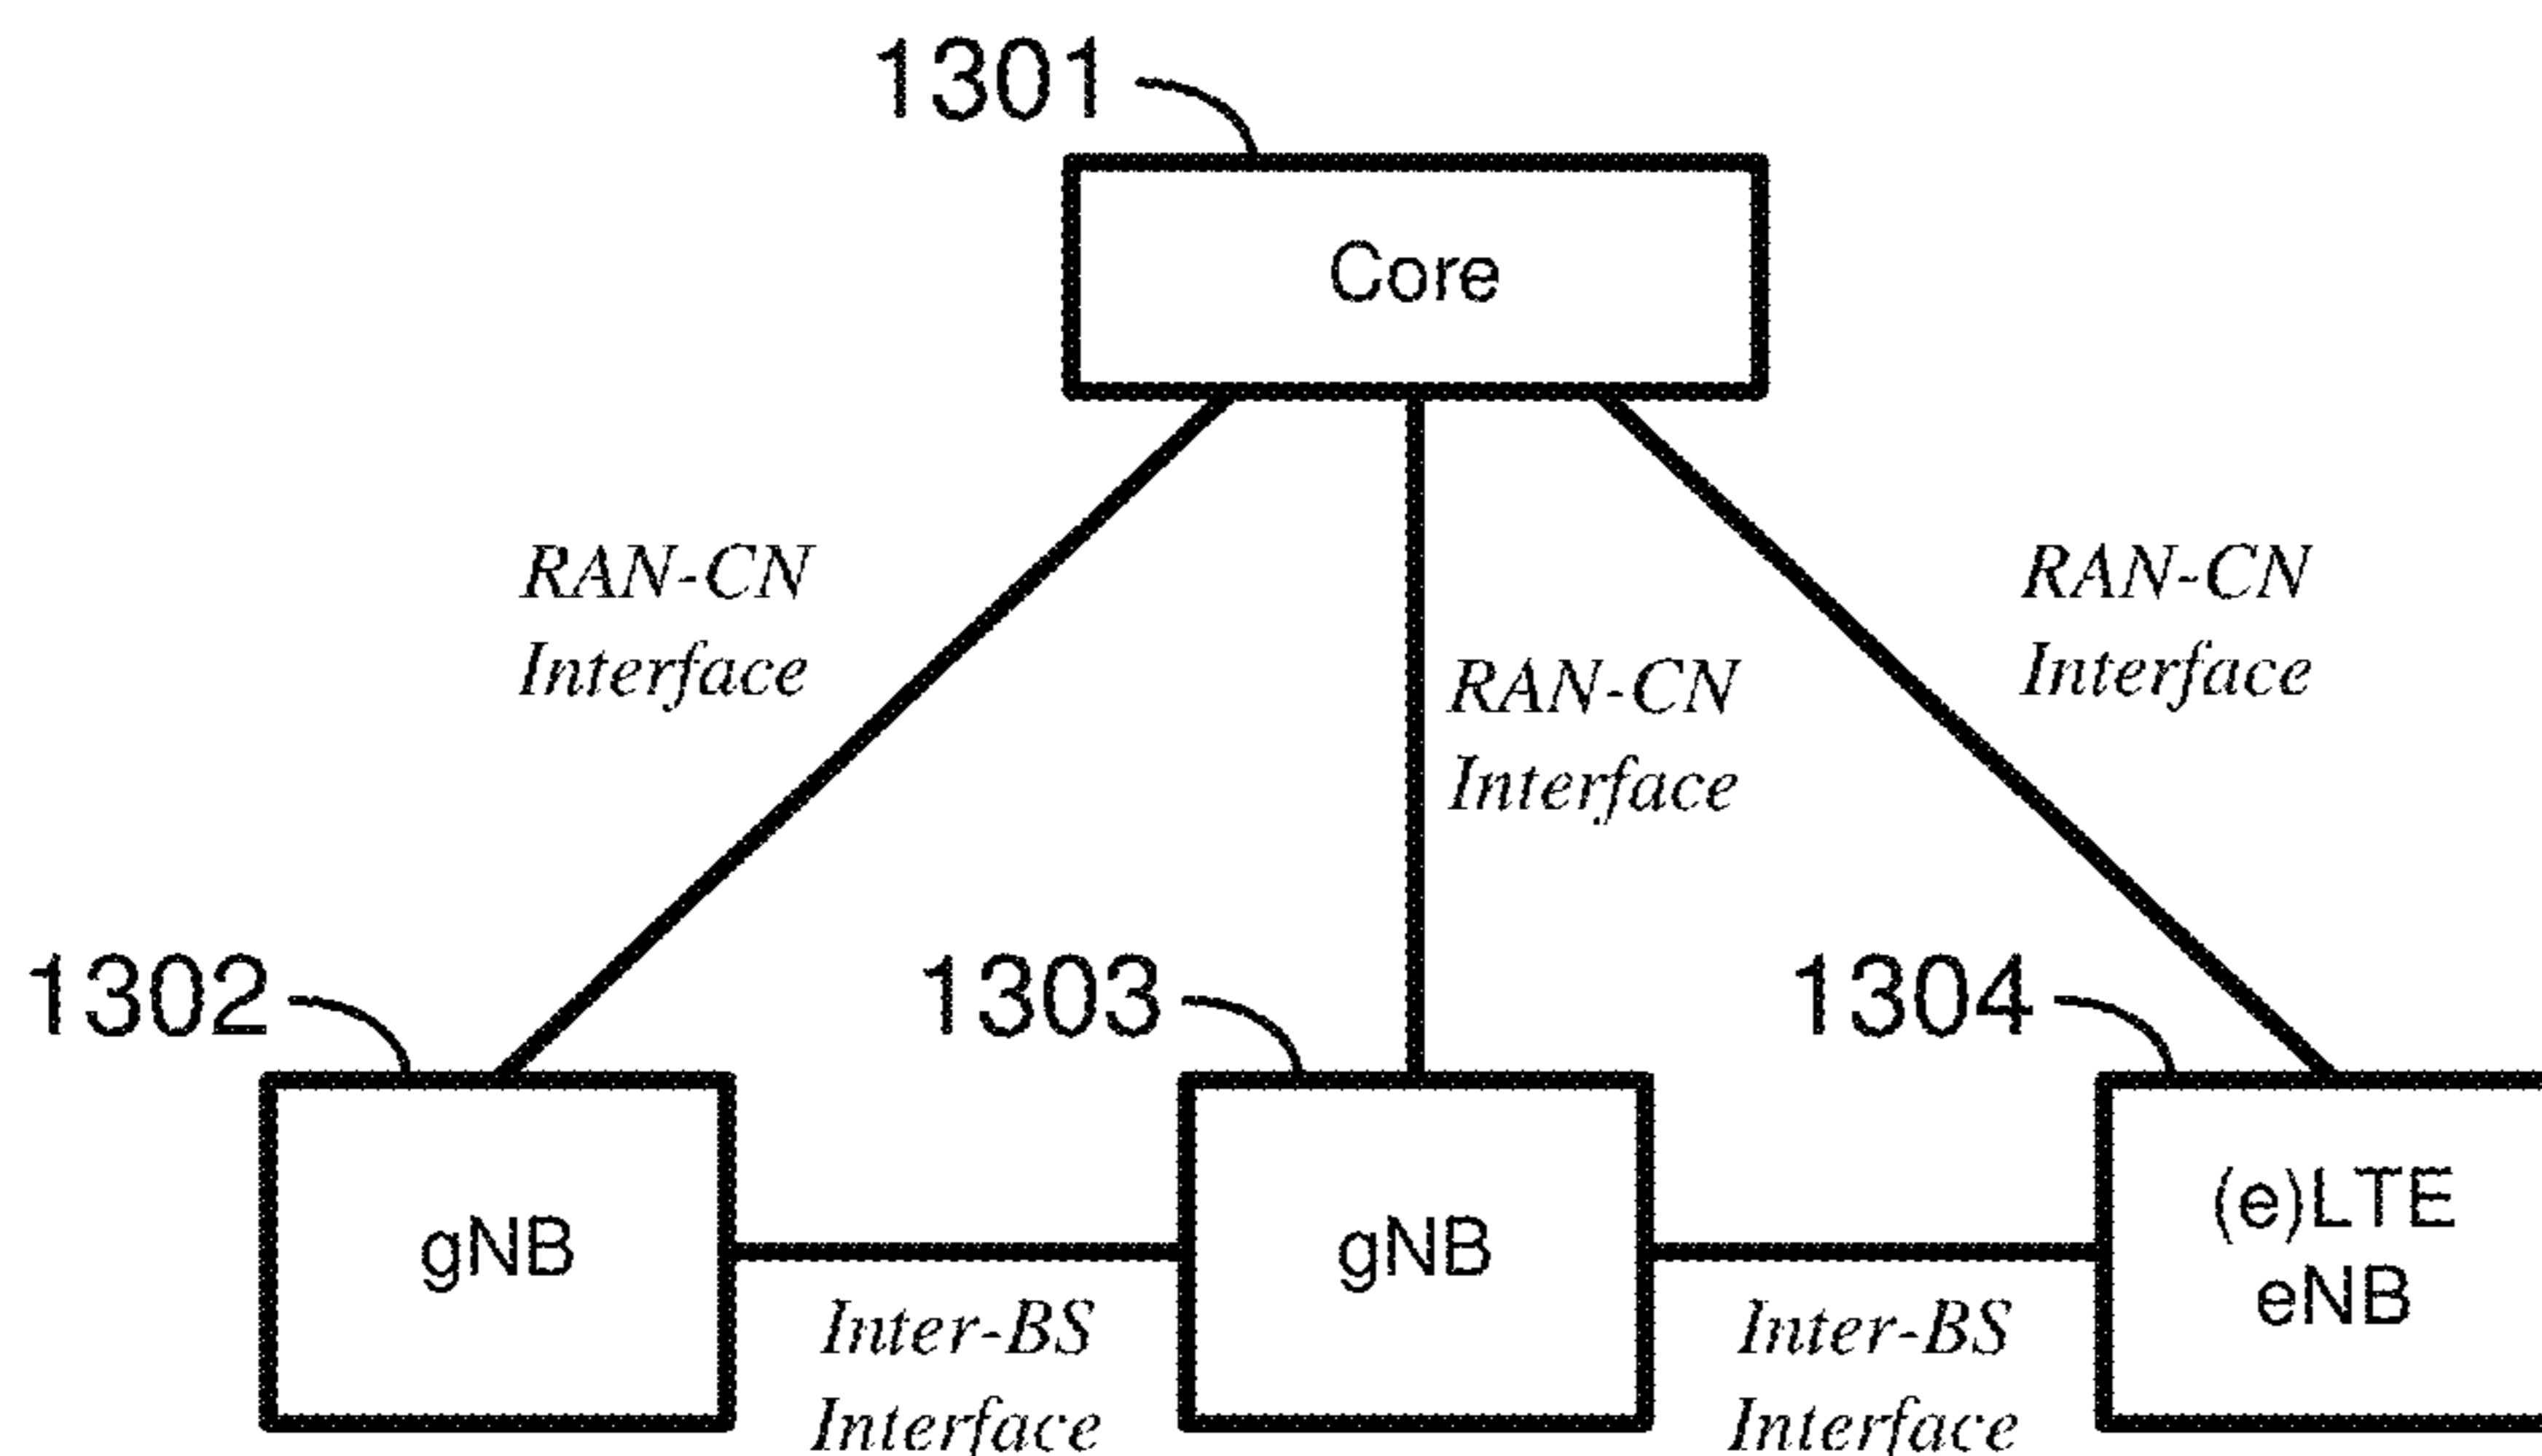 1301
Core
RAN-CN
Interface
RAN-CN
Interface
RAN-CN
Interface
1302
1303
1304
gNB
gNB
(e)LTE
eNB
Inter-BS
Interface
Inter-BS
Interface